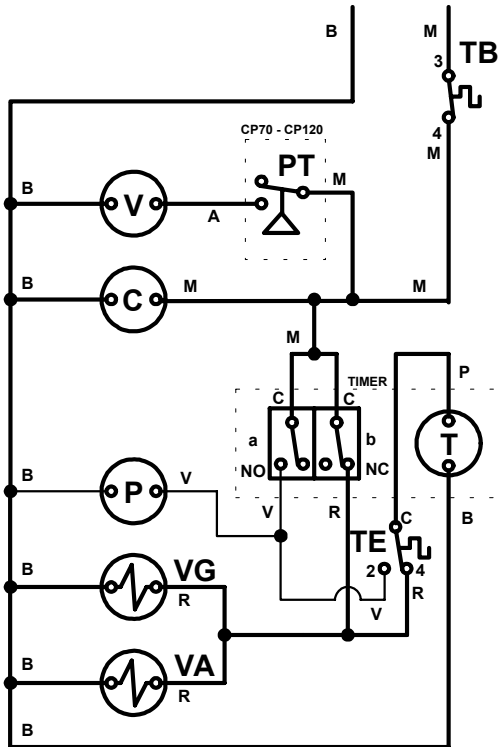 B M
TB
3
4
CP70 - CP120
M
PT
M
B
V
A
B
C
M
M
M
TIMER
P
C C
a b
T
NO NC
B
P
V
V R
B
C
TE
2 4
B
VG
R
V
R
B
VA
R
B